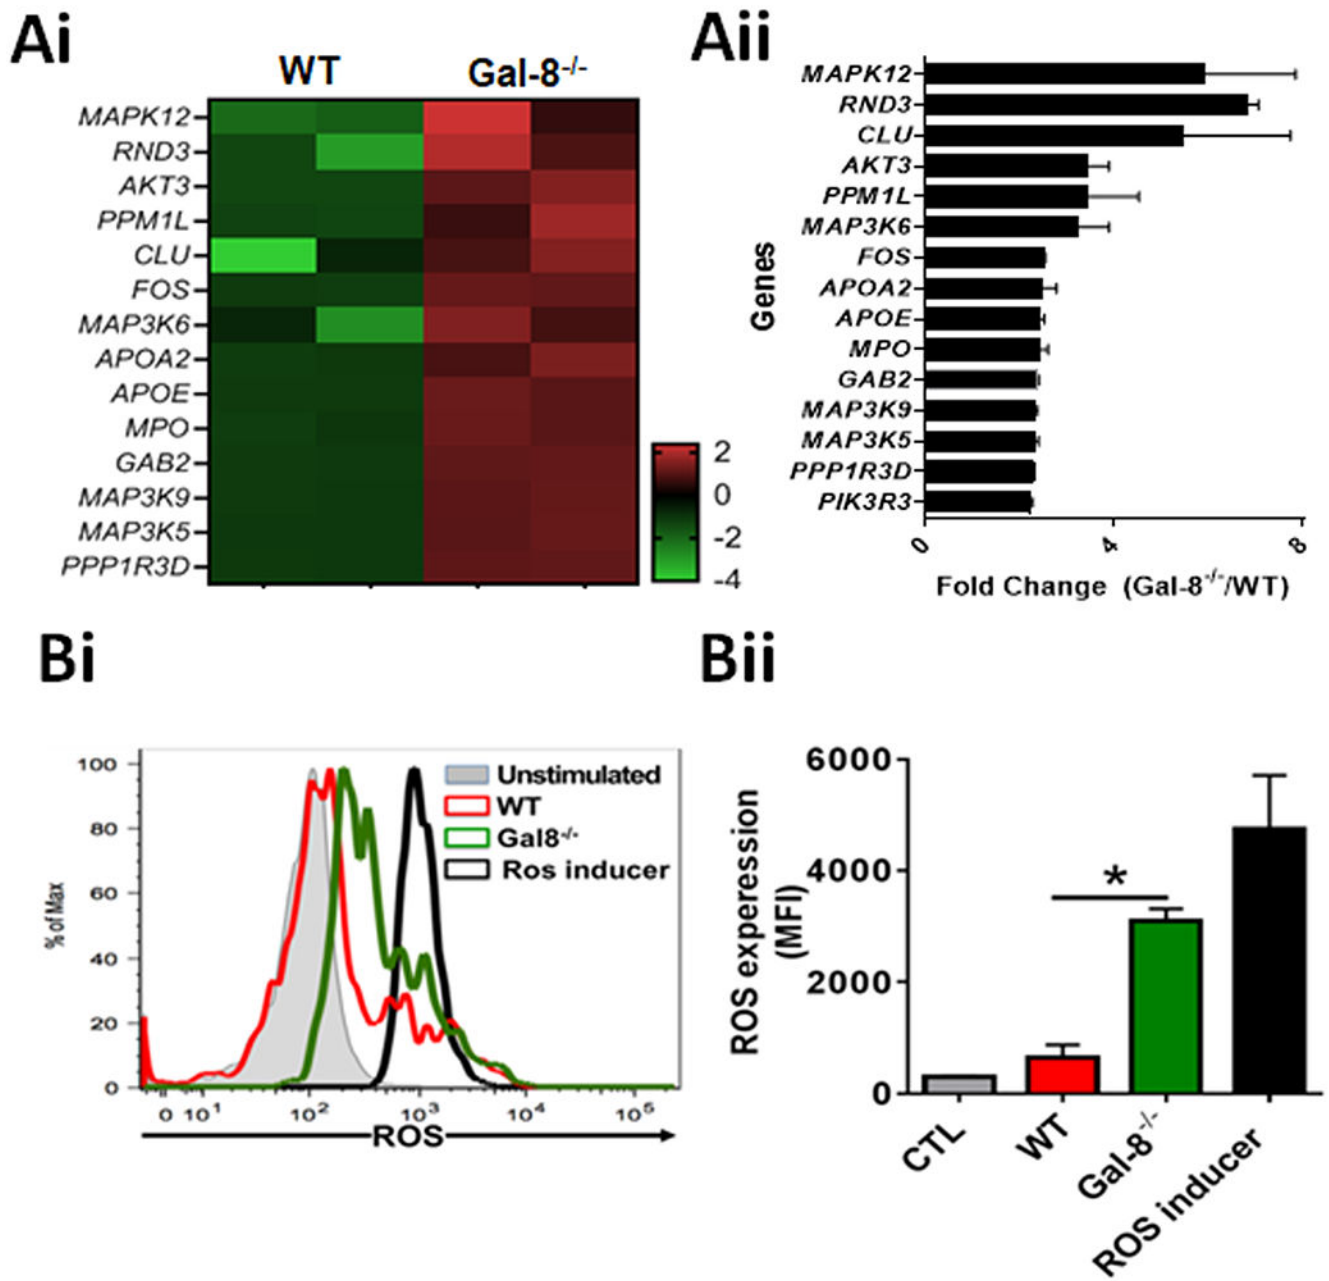 Ai
WT Gal-8-/-
MAPK12
RND3
AKT3
PPM1L
CLU
FOS
MAP3K6
APOA2
APOE
MPO
GAB2
MAP3K9
MAP3K5
PPP1R3D
2
0
-2
-4
Aii
Genes
MAPK12
RND3
CLU
AKT3
PPM1L
MAP3K6
FOS
APOA2
APOE
MPO
GAB2
MAP3K9
MAP3K5
PPP1R3D
PIK3R3
0 4 8
Fold Change (Gal-8-/-/WT)
Bi
% of Max
100
80
60
40
20
0
Unstimulated
WT
Gal8-/-
Ros inducer
0 10¹ 10² 10³ 10⁴ 10⁵
ROS
Bii
ROS experession
(MFI)
6000
4000
2000
0
*
CTL
WT
Gal-8-/-
ROS inducer